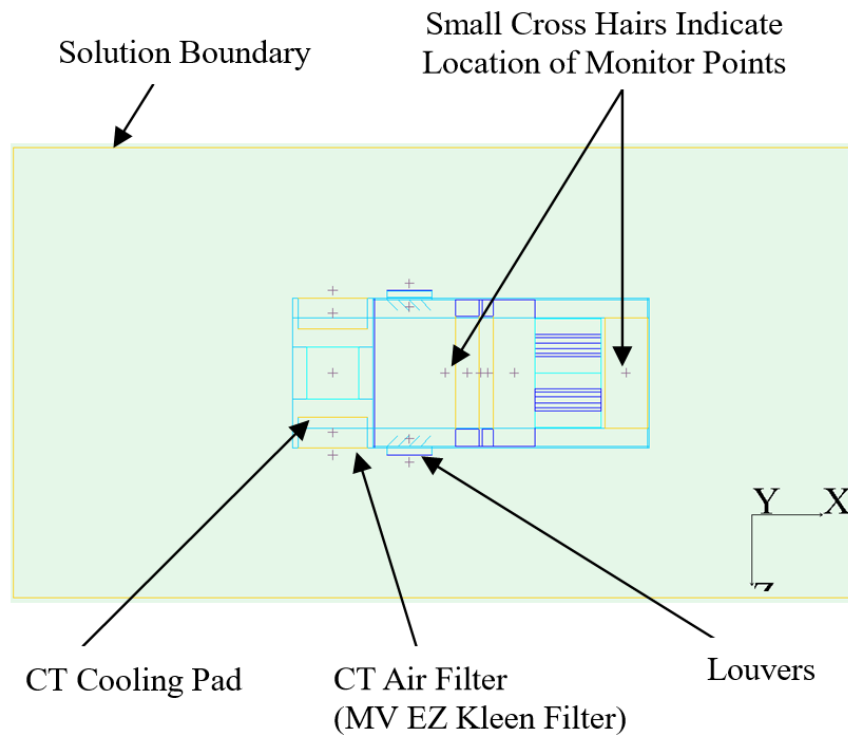 Small Cross Hairs Indicate
Location of Monitor Points
Solution Boundary
Y
X
Z
CT Cooling Pad
CT Air Filter
(MV EZ Kleen Filter)
Louvers